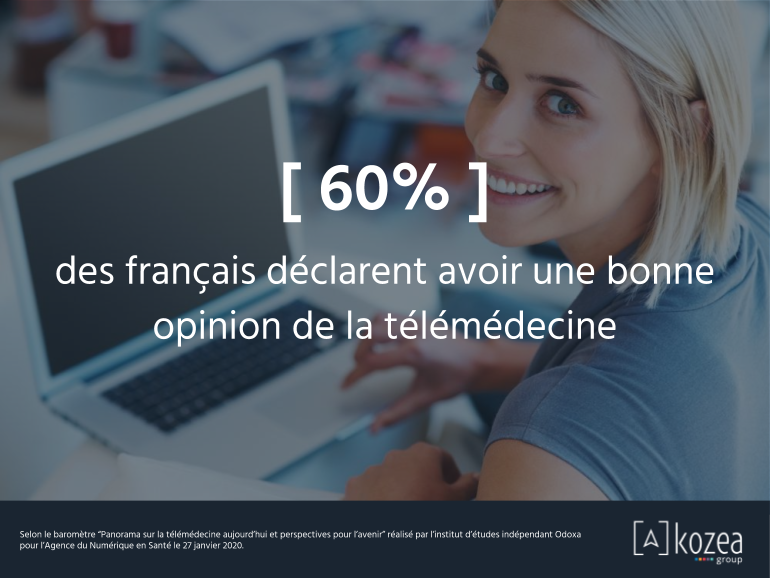 [ 60% ]
des français déclarent avoir une bonne
opinion de la télémédecine
Selon le baromètre "Panorama sur la télémédecine aujourd'hui et perspectives pour l'avenir" réalisé par l'institut d'études indépendant Odoxa
pour l'Agence du Numérique en Santé le 27 janvier 2020.
[A] kozea
group